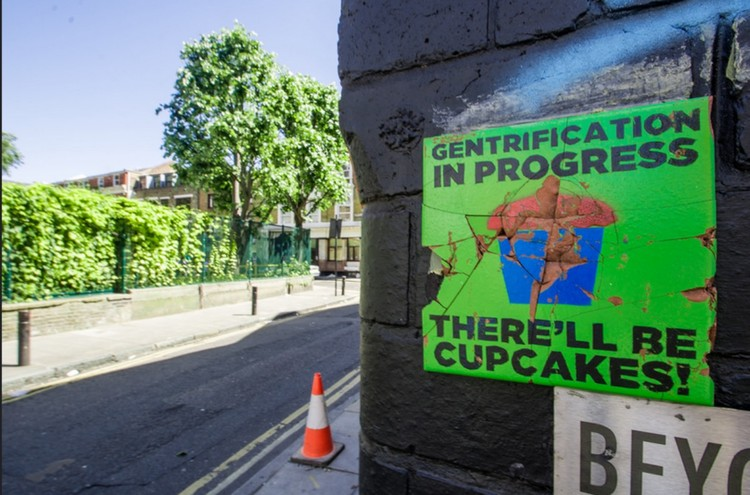 GENTRIFICATION
IN PROGRESS
THERE'LL BE
CUPCAKES!
BEYO